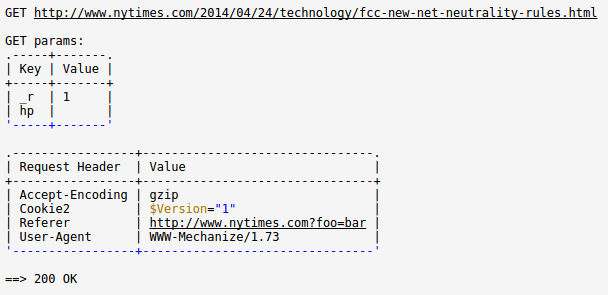 GET http://www.nytimes.com/2014/04/24/technology/fcc-new-net-neutrality-rules.html
GET params:
.-----+-------.
| Key | Value |
+-----+-------+
| _r  | 1     |
| hp  |       |
'-----+-------'
.-----------------+--------------------------------.
| Request Header  | Value                          |
+-----------------+--------------------------------+
| Accept-Encoding | gzip                           |
| Cookie2         | $Version="1"                   |
| Referer         | http://www.nytimes.com?foo=bar |
| User-Agent      | WWW-Mechanize/1.73             |
'-----------------+--------------------------------'
==> 200 OK